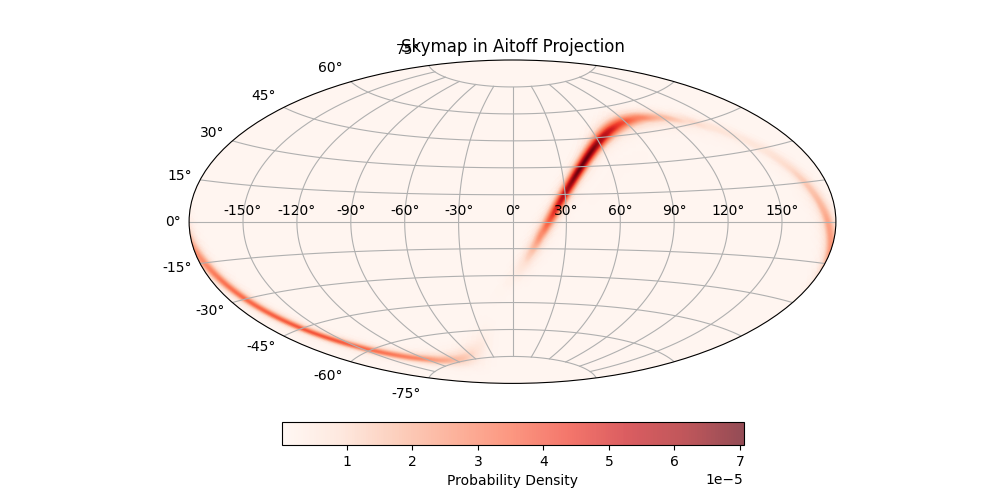 75°
Skymap in Aitoff Projection
60°
45°
30°
15°
-150° -120° -90° -60° -30° 0° 30° 60° 90° 120° 150°
0°
-15°
-30°
-45°
-60°
-75°
1 2 3 4 5 6 7
1e−5
Probability Density